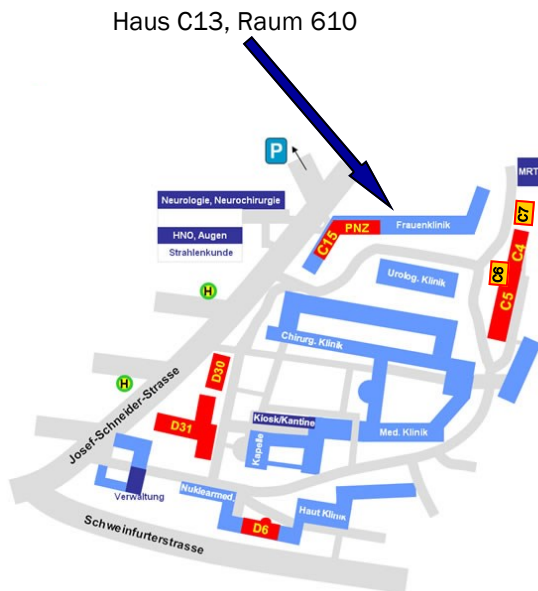 Haus C13, Raum 610
P
MRT
Neurologie, Neurochirurgie
C7
HNO, Augen
Strahlenkunde
C15
PNZ
Frauenklinik
C4
C6
Urolog. Klinik
C5
H
Chirurg. Klinik
D30
H
Josef-Schneider-Strasse
D31
Kiosk/Kantine
Med. Klinik
Kapelle
Verwaltung
Nuklearmed.
Haut Klinik
D6
Schweinfurterstrasse